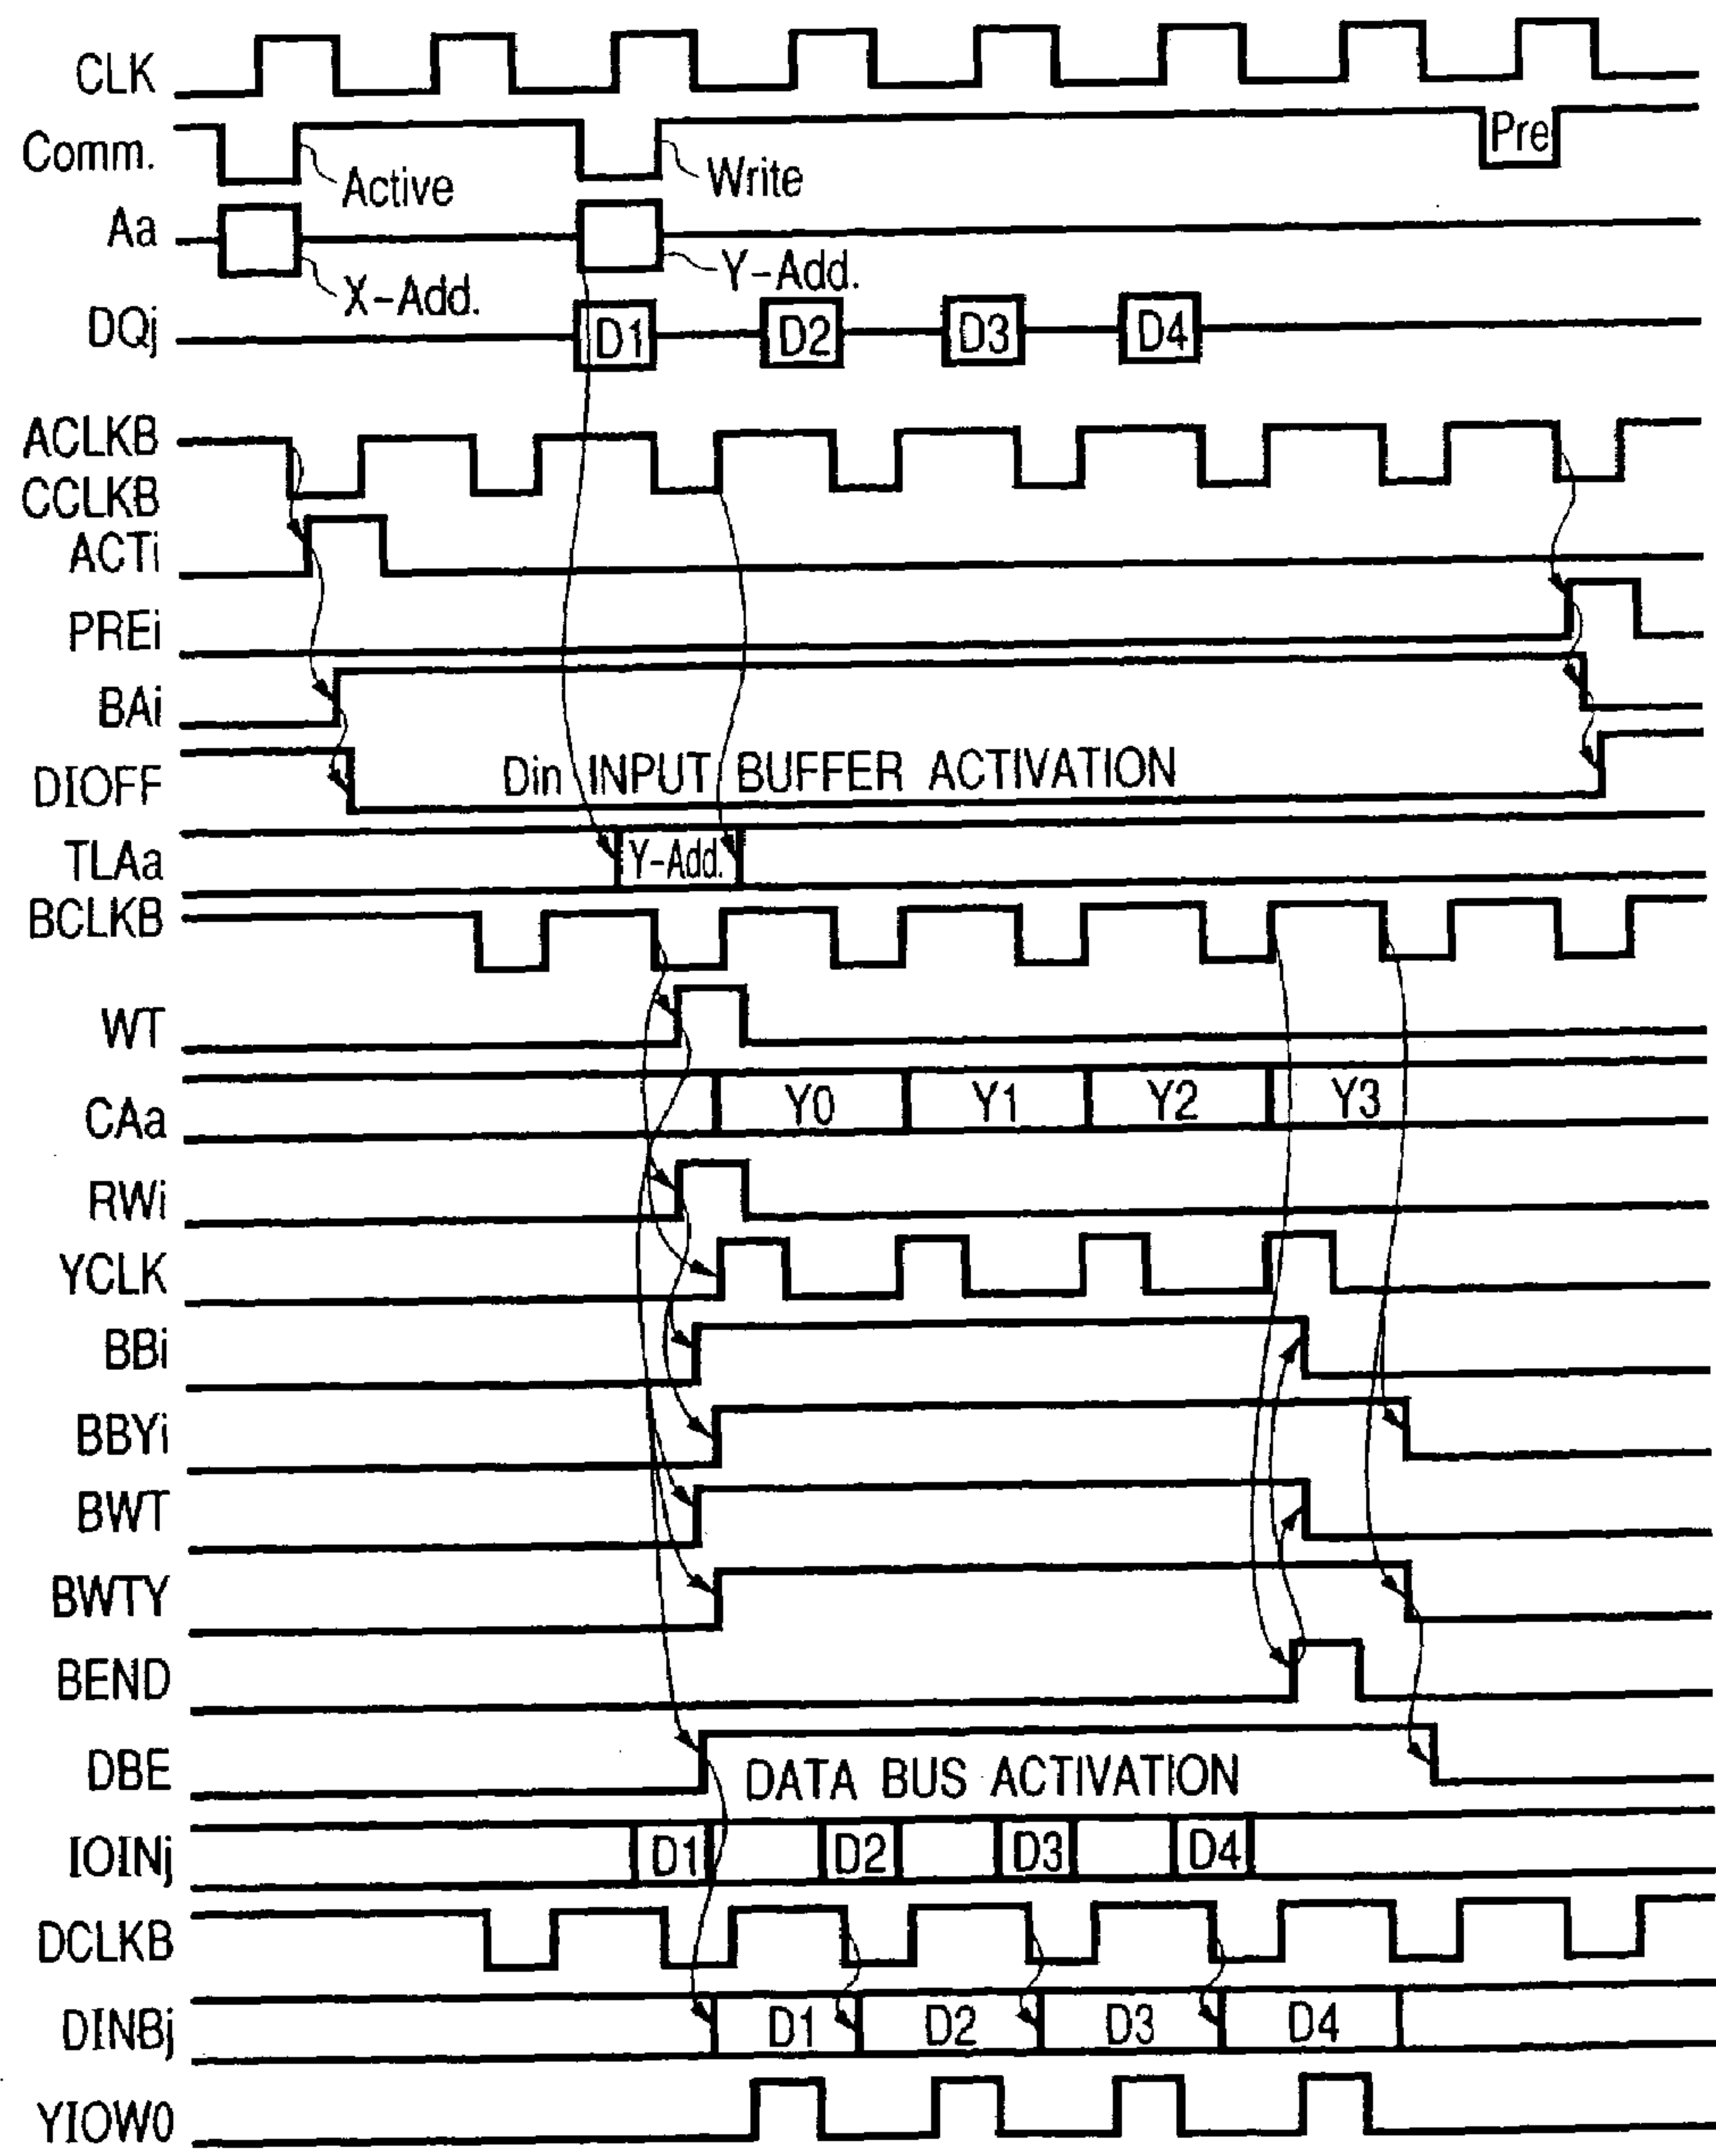 CLK
Comm.
Active
Write
Pre
Aa
X-Add.
Y-Add.
DQj
D1 D2 D3 D4
ACLKB
CCLKB
ACTi
PREi
BAi
DIOFF
Din INPUT BUFFER ACTIVATION
TLAa
Y-Add.
BCLKB
WT
CAa
Y0 Y1 Y2 Y3
RWi
YCLK
BBi
BBYi
BWT
BWTY
BEND
DBE
DATA BUS ACTIVATION
IOINj
D1 D2 D3 D4
DCLKB
DINBj
D1 D2 D3 D4
YIOW0